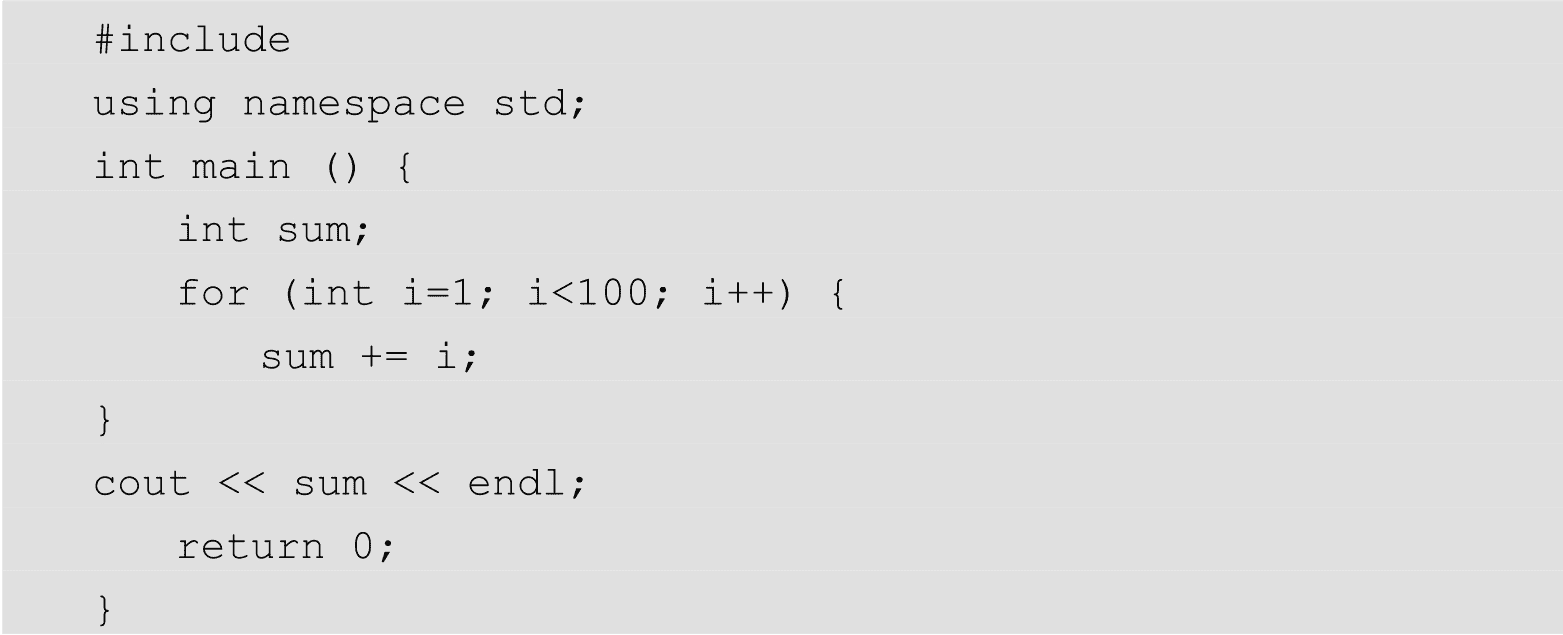 #include
using namespace std;
int main () {
int sum;
for (int i=1; i<100; i++) {
sum += i;
}
cout << sum << endl;
return 0;
}